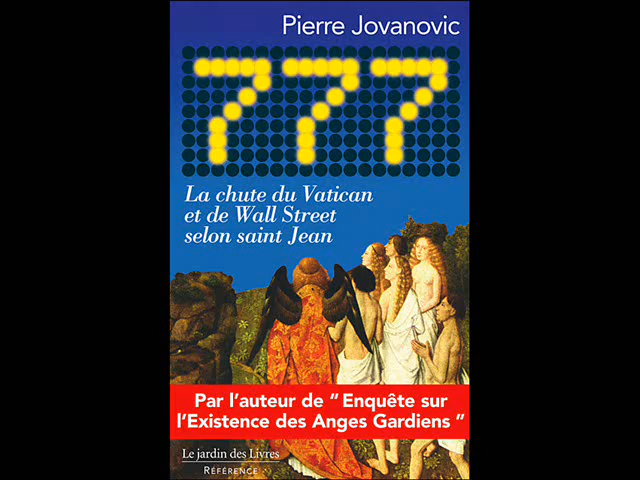 Pierre Jovanovic
777
La chute du Vatican
et de Wall Street
selon saint Jean
Par l'auteur de " Enquête sur
l'Existence des Anges Gardiens "
Le jardin des Livres
RÉFÉRENCE